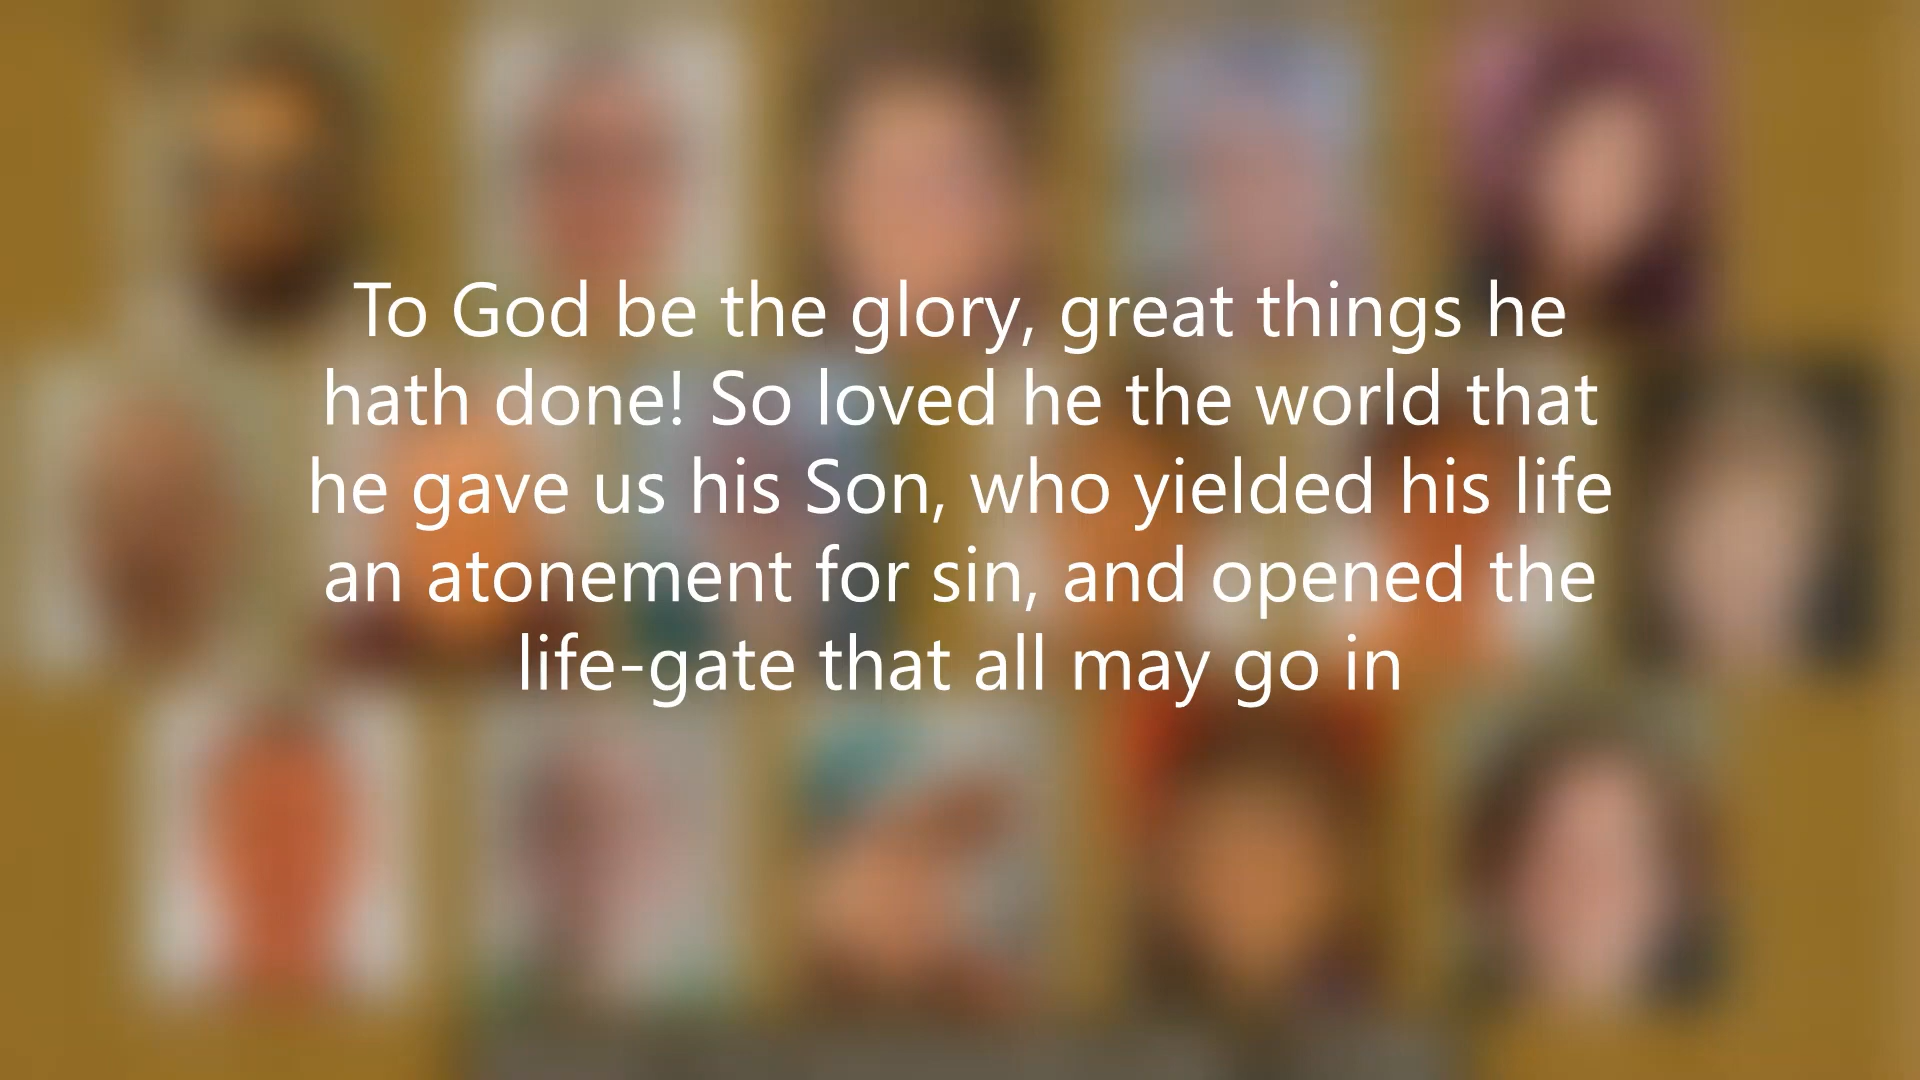 To God be the glory, great things he
hath done! So loved he the world that
he gave us his Son, who yielded his life
an atonement for sin, and opened the
life-gate that all may go in